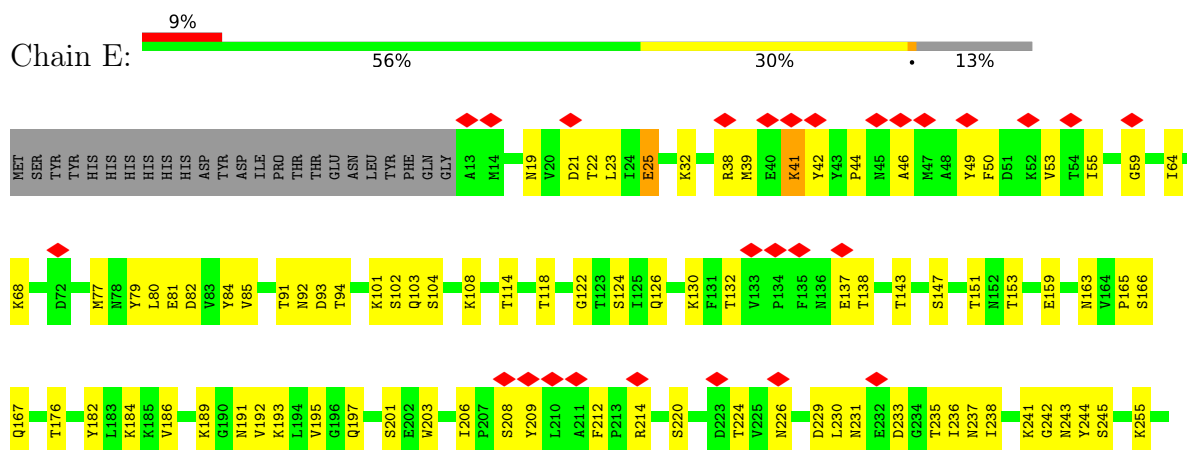 9%
Chain E:
56% 30% • 13%
MET SER TYR TYR HIS HIS HIS HIS HIS HIS ASP TYR ASP ILE PRO THR THR GLU ASN LEU TYR PHE GLN GLY A13 M14 N19 V20 D21 T22 L23 I24 E25 K32 R38 M39 E40 K41 Y42 Y43 P44 N45 A46 M47 A48 Y49 F50 D51 K52 V53 T54 I55 G59 I64
K68 D72 M77 N78 Y79 L80 E81 D82 V83 Y84 V85 T91 N92 D93 T94 K101 S102 Q103 S104 K108 T114 T118 G122 T123 S124 I125 Q126 K130 F131 T132 V133 P134 F135 N136 E137 T138 T143 S147 T151 N152 T153 E159 N163 V164 P165 S166
Q167 T176 Y182 L183 K184 K185 V186 K189 G190 N191 V192 K193 L194 V195 G196 Q197 S201 E202 W203 I206 P207 S208 Y209 L210 A211 F212 P213 R214 S220 D223 T224 V225 N226 D229 L230 N231 E232 D233 G234 T235 I236 N237 I238 K241 G242 N243 Y244 S245 K255